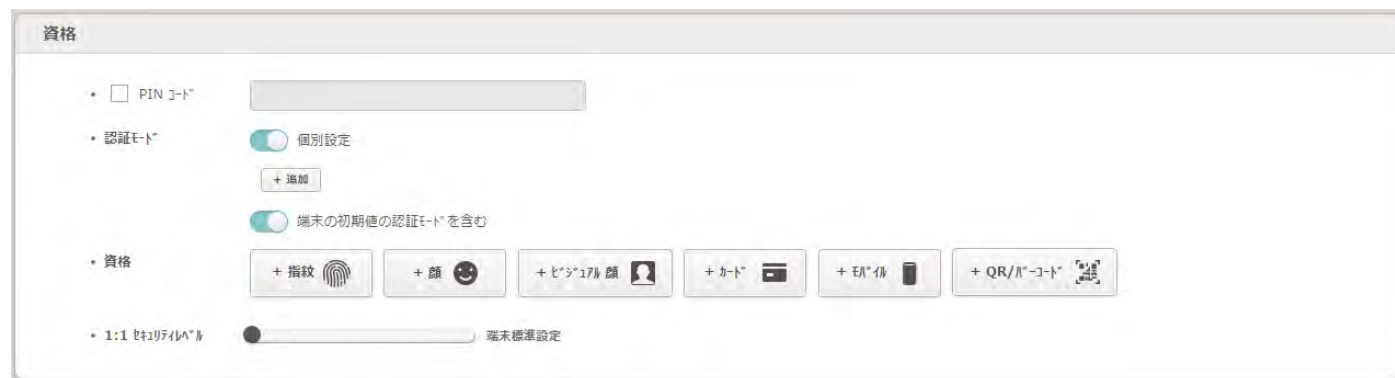 資格
• PIN ｺｰﾄﾞ
• 認証ﾓｰﾄﾞ 個別設定
+ 追加
端末の初期値の認証ﾓｰﾄﾞを含む
• 資格 + 指紋 + 顔 + ﾋﾞｼﾞｭｱﾙ 顔 + ｶｰﾄﾞ + ﾓﾊﾞｲﾙ + QR/ﾊﾞｰｺｰﾄﾞ
• 1:1 ｾｷｭﾘﾃｨﾚﾍﾞﾙ 端末標準設定